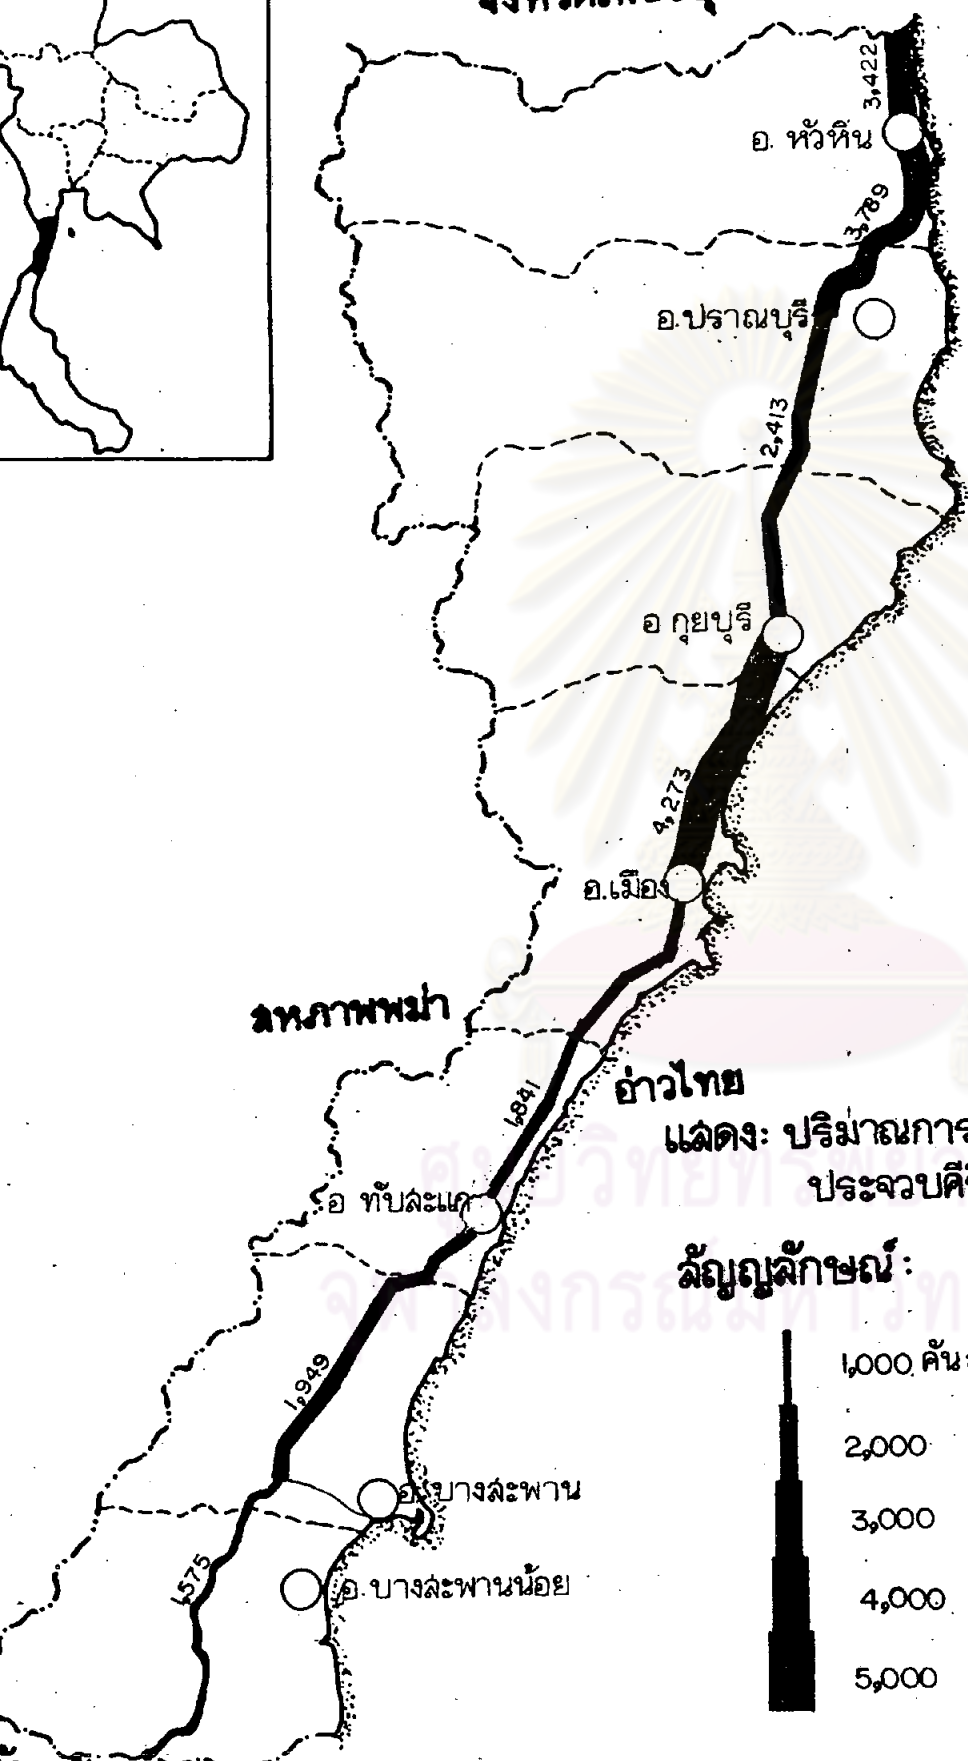 3,422
อ. หัวหิน
3,789
อ.ปราณบุรี
2,413
อ กุยบุรี
4,273
อ.เมือง
สหภาพพม่า
อ่าวไทย
1,841
แสดง: ปริมาณการ
ประจวบคีรี
อ ทับสะแก
สัญญลักษณ์ :
1,949
1,000 คัน
2,000
อ. บางสะพาน
3,000
1,575
อ.บางสะพานน้อย
4,000
5,000